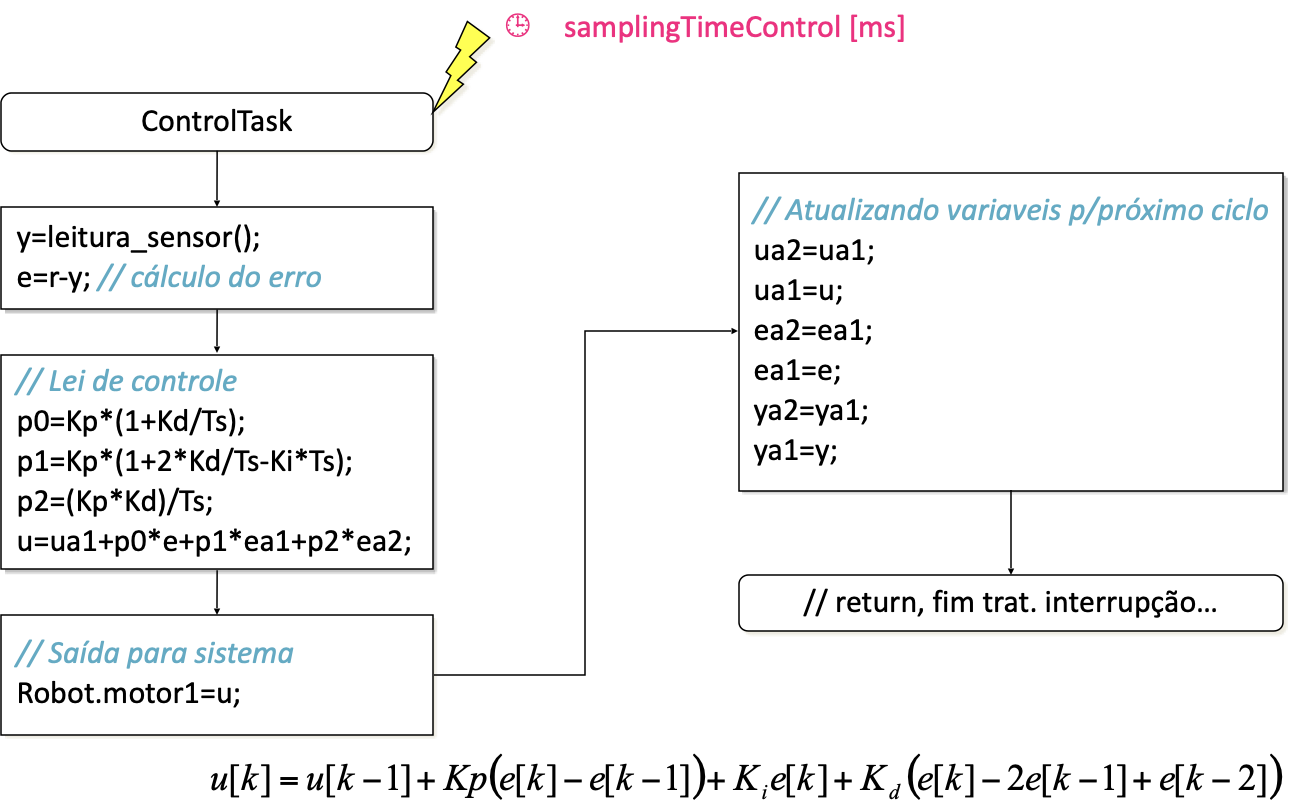 samplingTimeControl [ms]
ControlTask
y=leitura_sensor();
e=r-y; // cálculo do erro
// Lei de controle
p0=Kp*(1+Kd/Ts);
p1=Kp*(1+2*Kd/Ts-Ki*Ts);
p2=(Kp*Kd)/Ts;
u=ua1+p0*e+p1*ea1+p2*ea2;
// Saída para sistema
Robot.motor1=u;
// Atualizando variaveis p/próximo ciclo
ua2=ua1;
ua1=u;
ea2=ea1;
ea1=e;
ya2=ya1;
ya1=y;
// return, fim trat. interrupção...
u[k] = u[k − 1] + Kp(e[k] − e[k − 1]) + K_i e[k] + K_d (e[k] − 2e[k − 1] + e[k − 2])